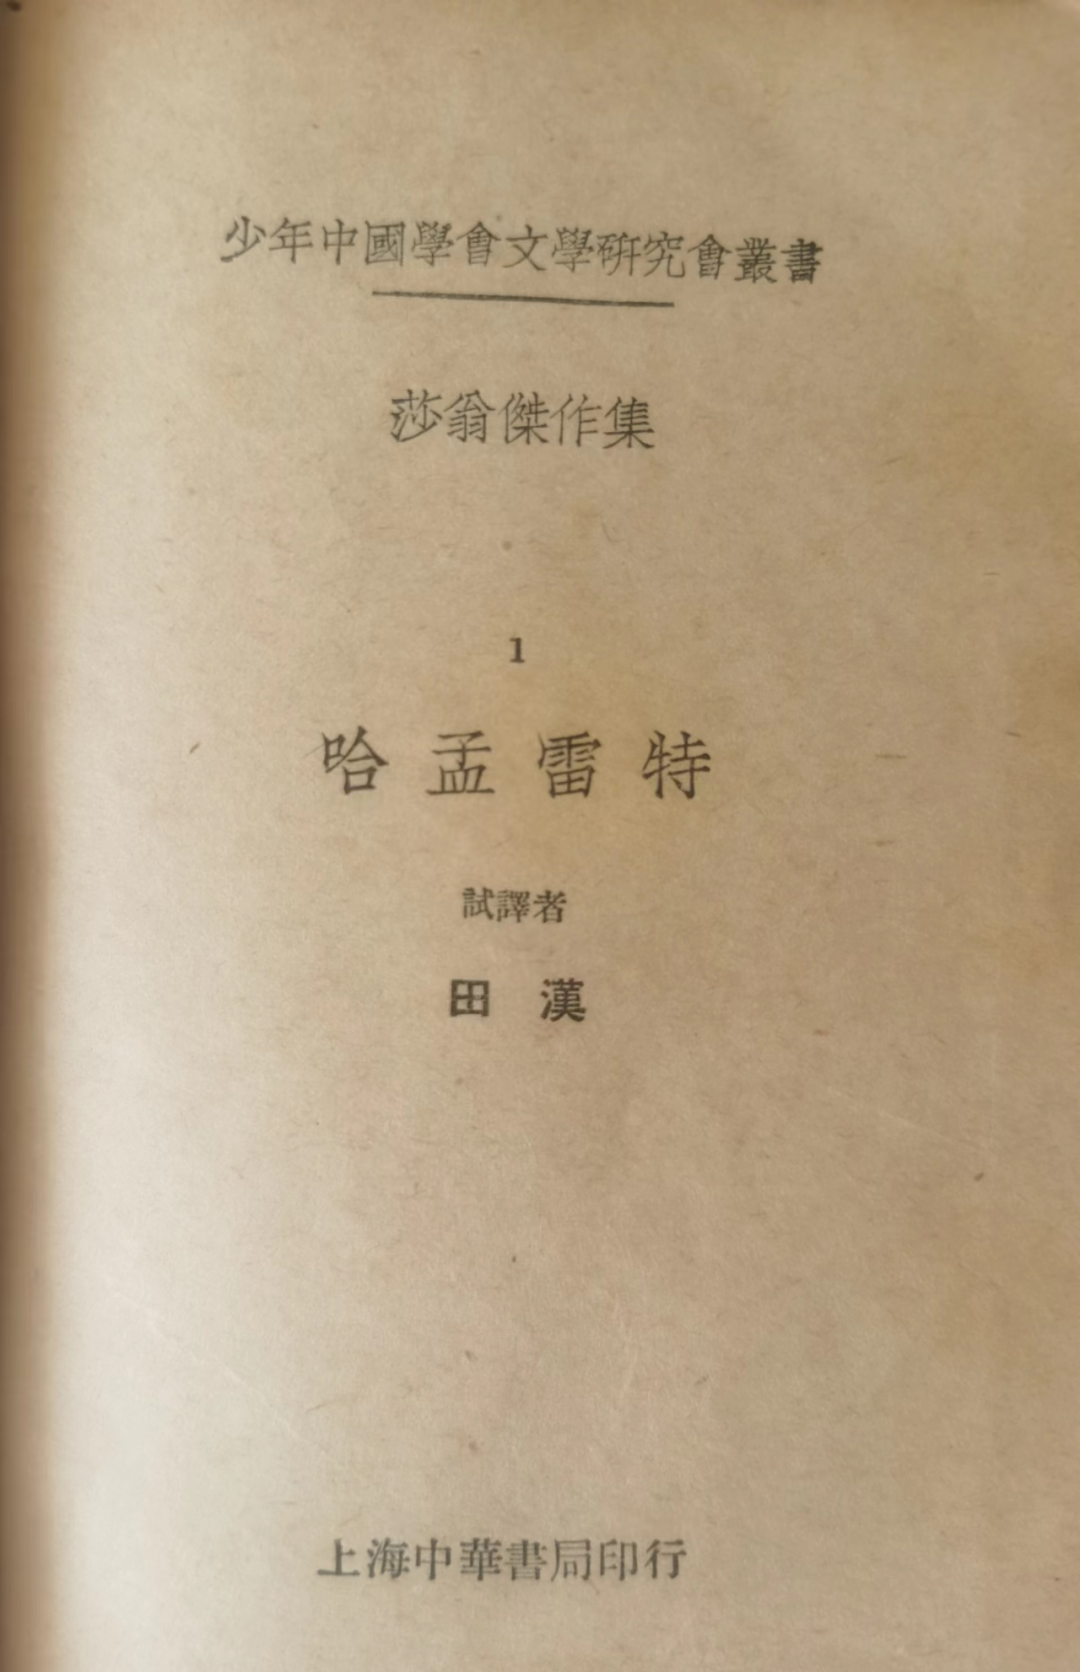 少年中國學會文學硏究會叢書
莎翁傑作集
1
哈孟雷特
試譯者
田漢
上海中華書局印行